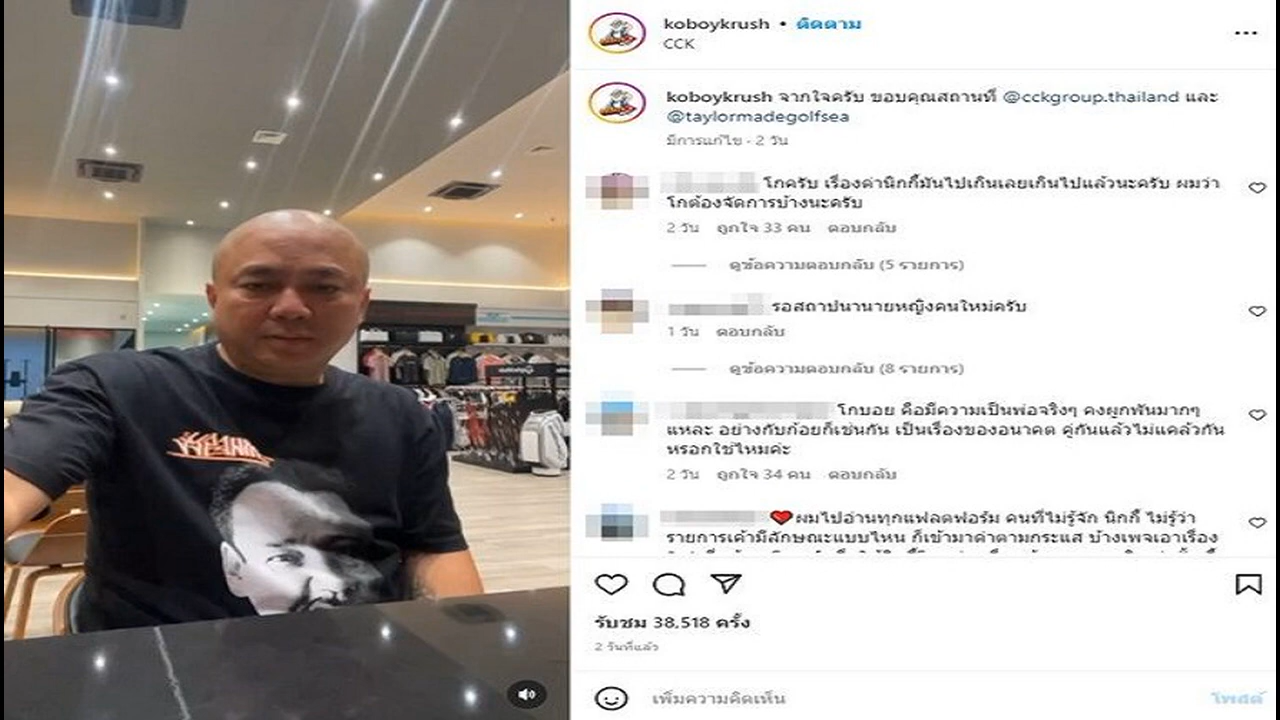 koboykrush • ติดตาม
CCK
koboykrush จากใจครับ ขอบคุณสถานที่ @cckgroup.thailand และ
@taylormadegolfsea
มีการแก้ไข · 2 วัน
โกครับ เรื่องด่านิกกี้มันไปเกินเลยเกินไปแล้วนะครับ ผมว่า
โกต้องจัดการบ้างนะครับ
2 วัน ถูกใจ 33 คน ตอบกลับ
ดูข้อความตอบกลับ (5 รายการ)
รอสถาปนานายหญิงคนใหม่ครับ
1 วัน ตอบกลับ
ดูข้อความตอบกลับ (8 รายการ)
โกบอย คือมีความเป็นพ่อจริงๆ คงผูกพันมากๆ
แหละ อย่างกับก้อยก็เช่นกัน เป็นเรื่องของอนาคต คู่กันแล้วไม่แคล้วกัน
หรอกใช่ไหมค่ะ
2 วัน ถูกใจ 34 คน ตอบกลับ
❤️ผมไปอ่านทุกแฟลตฟอร์ม คนที่ไม่รู้จัก นิกกี้ ไม่รู้ว่า
รายการเค้ามีลักษณะแบบไหน ก็เข้ามาด่าตามกระแส บ้างเพจเอาเรื่อง
รับชม 38,518 ครั้ง
2 วันที่แล้ว
เพิ่มความคิดเห็น
โพสต์